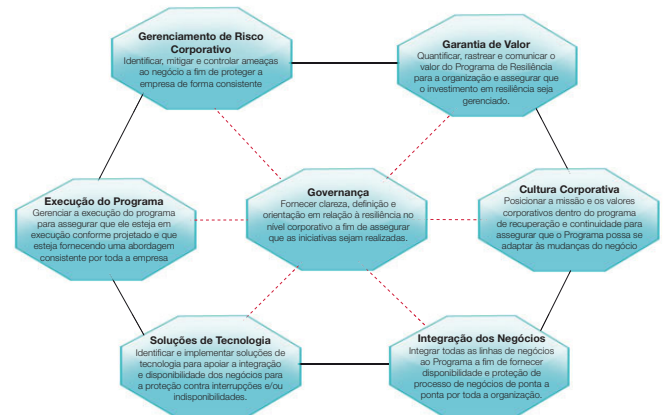 Gerenciamento de Risco
Corporativo
Identificar, mitigar e controlar ameaças
ao negócio a fim de proteger a
empresa de forma consistente
Garantia de Valor
Quantificar, rastrear e comunicar o
valor do Programa de Resiliência
para a organização e assegurar que
o investimento em resiliência seja
gerenciado.
Execução do Programa
Gerenciar a execução do programa
para assegurar que ele esteja em
execução conforme projetado e que
esteja fornecendo uma abordagem
consistente por toda a empresa
Governança
Fornecer clareza, definição e
orientação em relação à resiliência no
nível corporativo a fim de assegurar
que as iniciativas sejam realizadas.
Cultura Corporativa
Posicionar a missão e os valores
corporativos dentro do programa
de recuperação e continuidade para
assegurar que o Programa possa se
adaptar às mudanças do negócio
Soluções de Tecnologia
Identificar e implementar soluções de
tecnologia para apoiar a integração
e disponibilidade dos negócios para
a proteção contra interrupções e/ou
indisponibilidades.
Integração dos Negócios
Integrar todas as linhas de negócios
ao Programa a fim de fornecer
disponibilidade e proteção de
processo de negócios de ponta a
ponta por toda a organização.